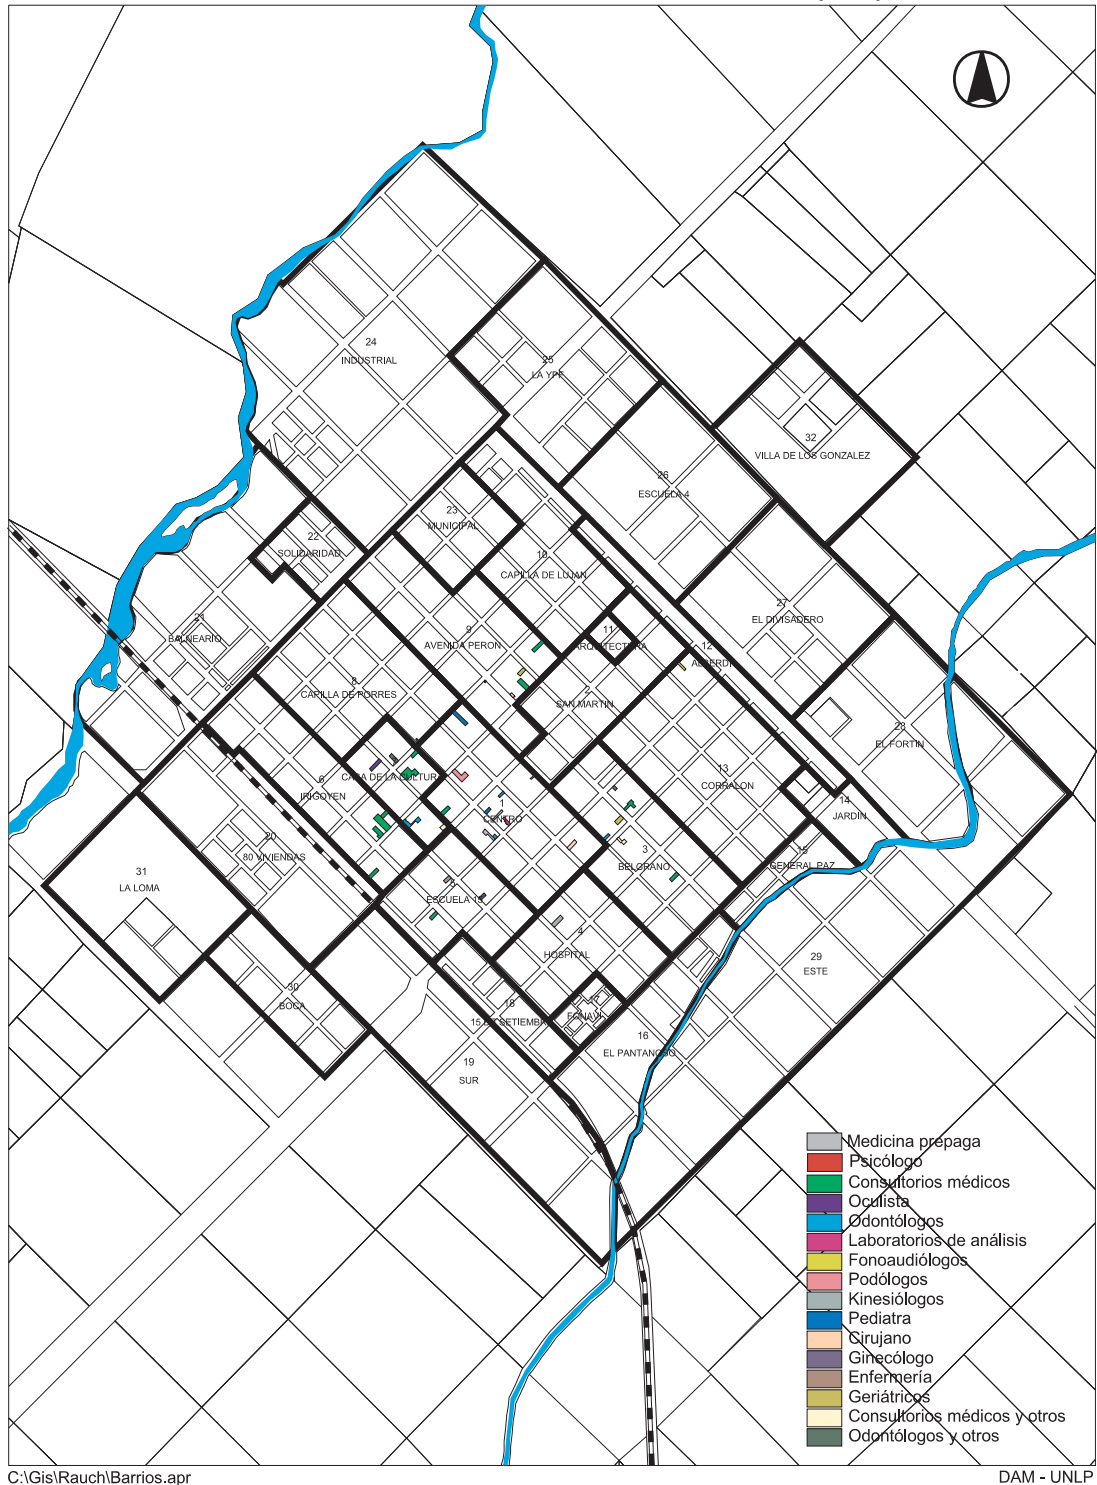 24
INDUSTRIAL
25
LA YPF
32
VILLA DE LOS GONZALEZ
26
ESCUELA 4
23
MUNICIPAL
22
SOLIDARIDAD
10
CAPILLA DE LUJAN
27
EL DIVISADERO
21
BALNEARIO
9
AVENIDA PERON
11
ARQUITECTURA
12
ALBERDI
8
CAPILLA DE PORRES
2
SAN MARTIN
28
EL FORTIN
CASA DE LA CULTURA
6
IRIGOYEN
13
CORRALON
14
JARDIN
1
CENTRO
20
80 VIVIENDAS
3
BELGRANO
15
GENERAL PAZ
31
LA LOMA
5
ESCUELA 15
4
HOSPITAL
29
ESTE
30
BOCA
18
15 DE SETIEMBRE
FONAVI
16
EL PANTANOSO
19
SUR
Medicina prepaga
Psicólogo
Consultorios médicos
Oculista
Odontólogos
Laboratorios de análisis
Fonoaudiólogos
Podólogos
Kinesiólogos
Pediatra
Cirujano
Ginecólogo
Enfermería
Geriátricos
Consultorios médicos y otros
Odontólogos y otros
C:\Gis\Rauch\Barrios.apr
DAM - UNLP